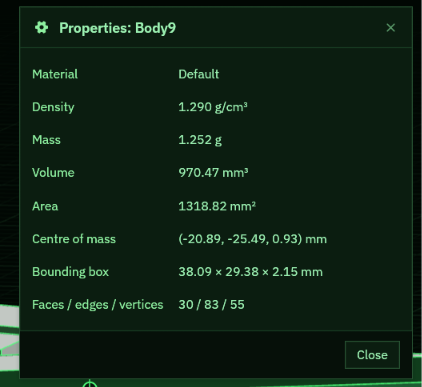 Properties: Body9
Material Default
Density 1.290 g/cm³
Mass 1.252 g
Volume 970.47 mm³
Area 1318.82 mm²
Centre of mass (-20.89, -25.49, 0.93) mm
Bounding box 38.09 × 29.38 × 2.15 mm
Faces / edges / vertices 30 / 83 / 55
Close